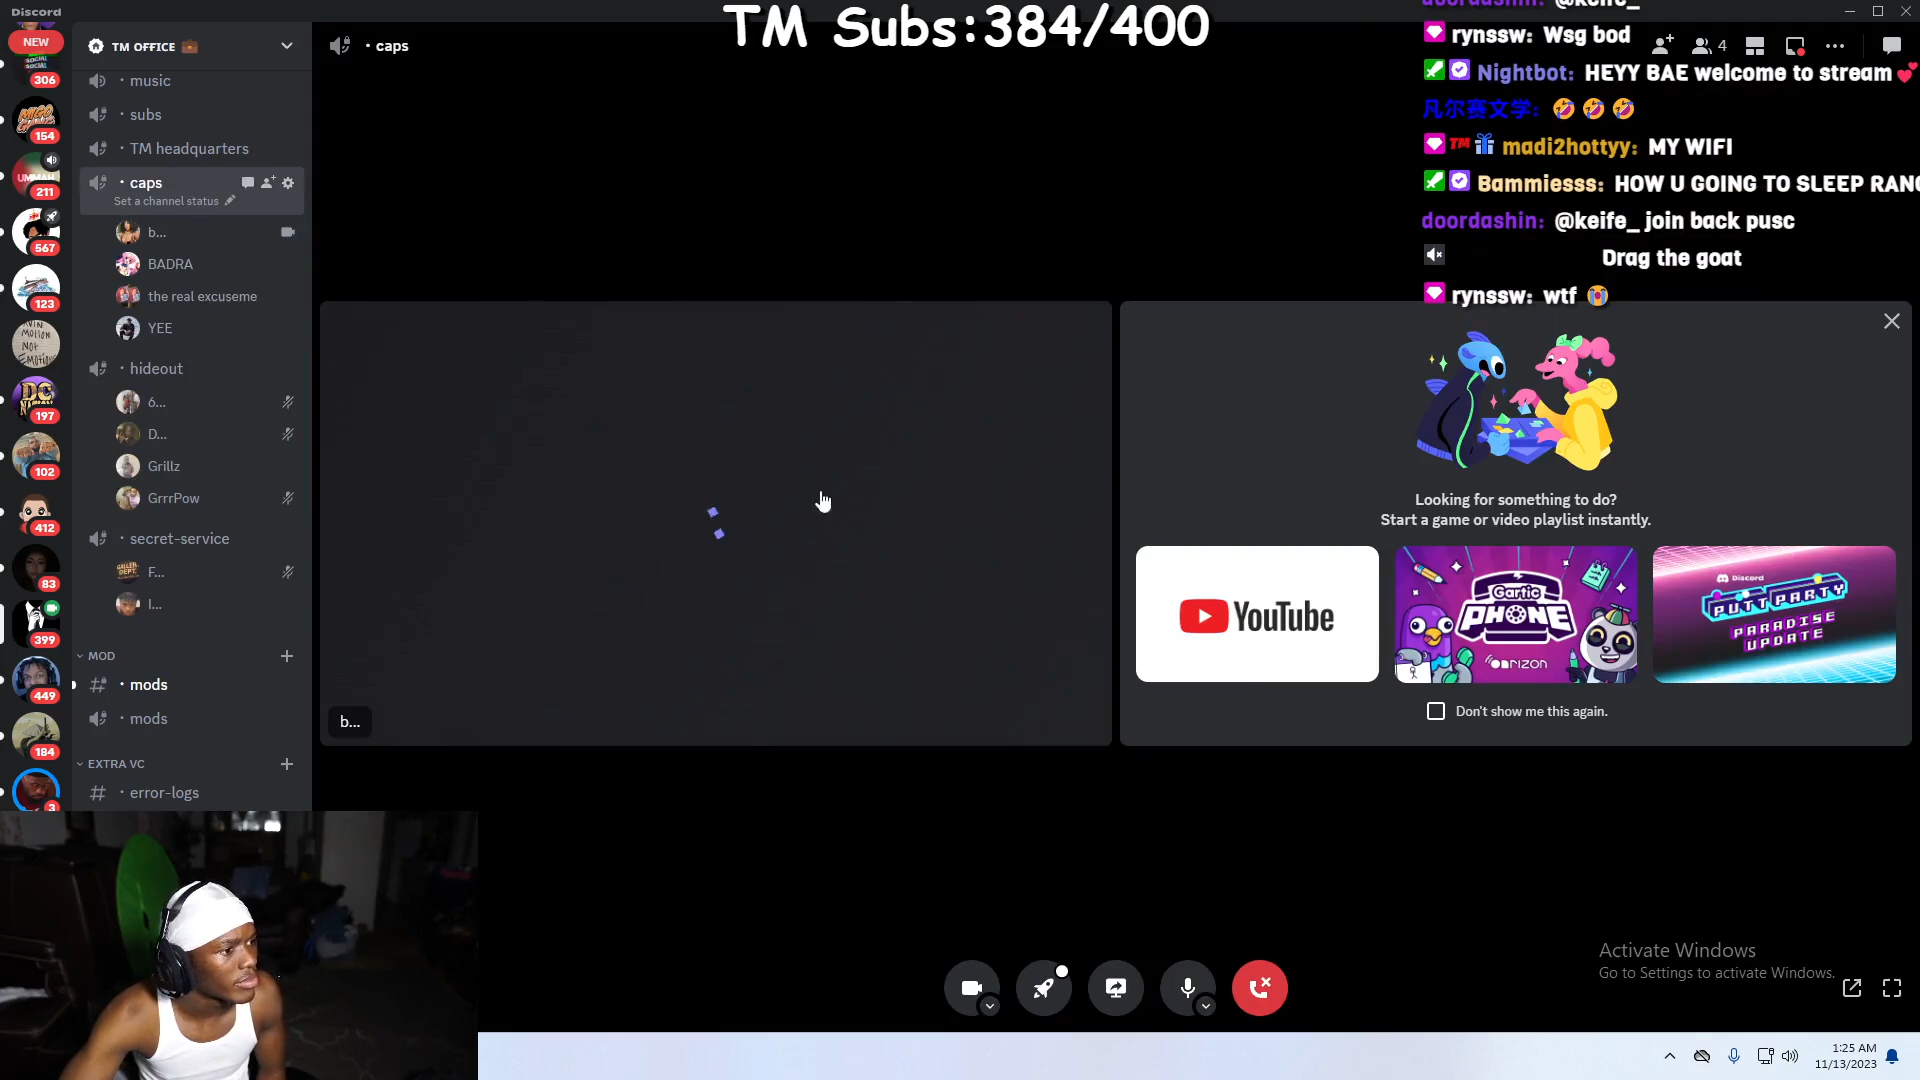 Discord
TM Subs:384/400
NEW
306
154
211
567
123
MOTION
NOT
197
102
412
83
399
449
184
3
TM OFFICE 💼
· music
· subs
· TM headquarters
· caps
Set a channel status
b...
BADRA
the real excuseme
YEE
· hideout
6...
D...
Grillz
GrrrPow
· secret-service
F...
I...
MOD
· mods
· mods
EXTRA VC
· error-logs
· caps
4
b...
rynssw: Wsg bod
Nightbot: HEYY BAE welcome to stream 💕
凡尔赛文学: 🤣 🤣 🤣
TM madi2hottyy: MY WIFI
Bammiesss: HOW U GOING TO SLEEP RANG
doordashin: @keife_ join back pusc
Drag the goat
rynssw: wtf 😭
Looking for something to do?
Start a game or video playlist instantly.
YouTube
Gartic
PHONE
ONRIZON
Discord
PUTT PARTY
PARADISE
UPDATE
Don't show me this again.
Activate Windows
Go to Settings to activate Windows.
1:25 AM
11/13/2023